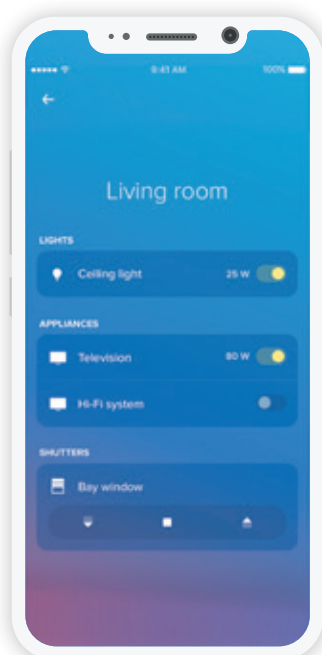 9:41 AM 100%
Living room
LIGHTS
Ceiling light 25 W
APPLIANCES
Television 80 W
Hi-Fi system
SHUTTERS
Bay window